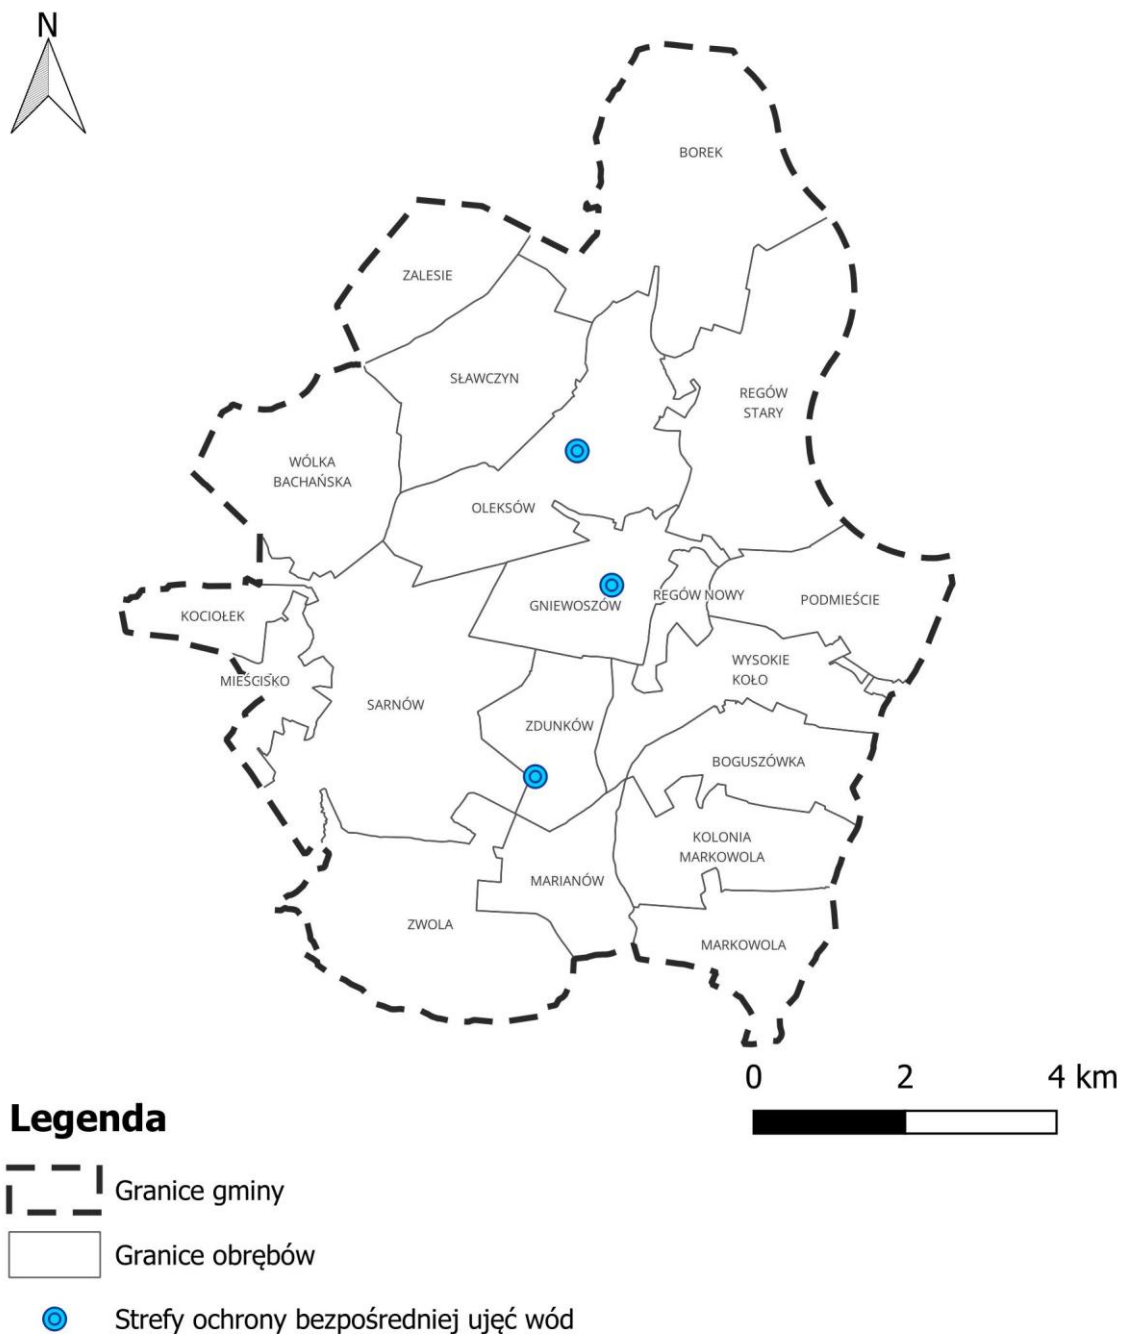 N
BOREK
ZALESIE
SŁAWCZYN
REGÓW
STARY
WÓLKA
BACHAŃSKA
OLEKSÓW
GNIEWOSZÓW
REGÓW NOWY
PODMIEŚCIE
KOCIOŁEK
WYSOKIE
KOŁO
MIEŚCISKO
SARNÓW
ZDUNKÓW
BOGUSZÓWKA
KOLONIA
MARKOWOLA
MARIANÓW
ZWOLA
MARKOWOLA
0 2 4 km
Legenda
Granice gminy
Granice obrębów
Strefy ochrony bezpośredniej ujęć wód